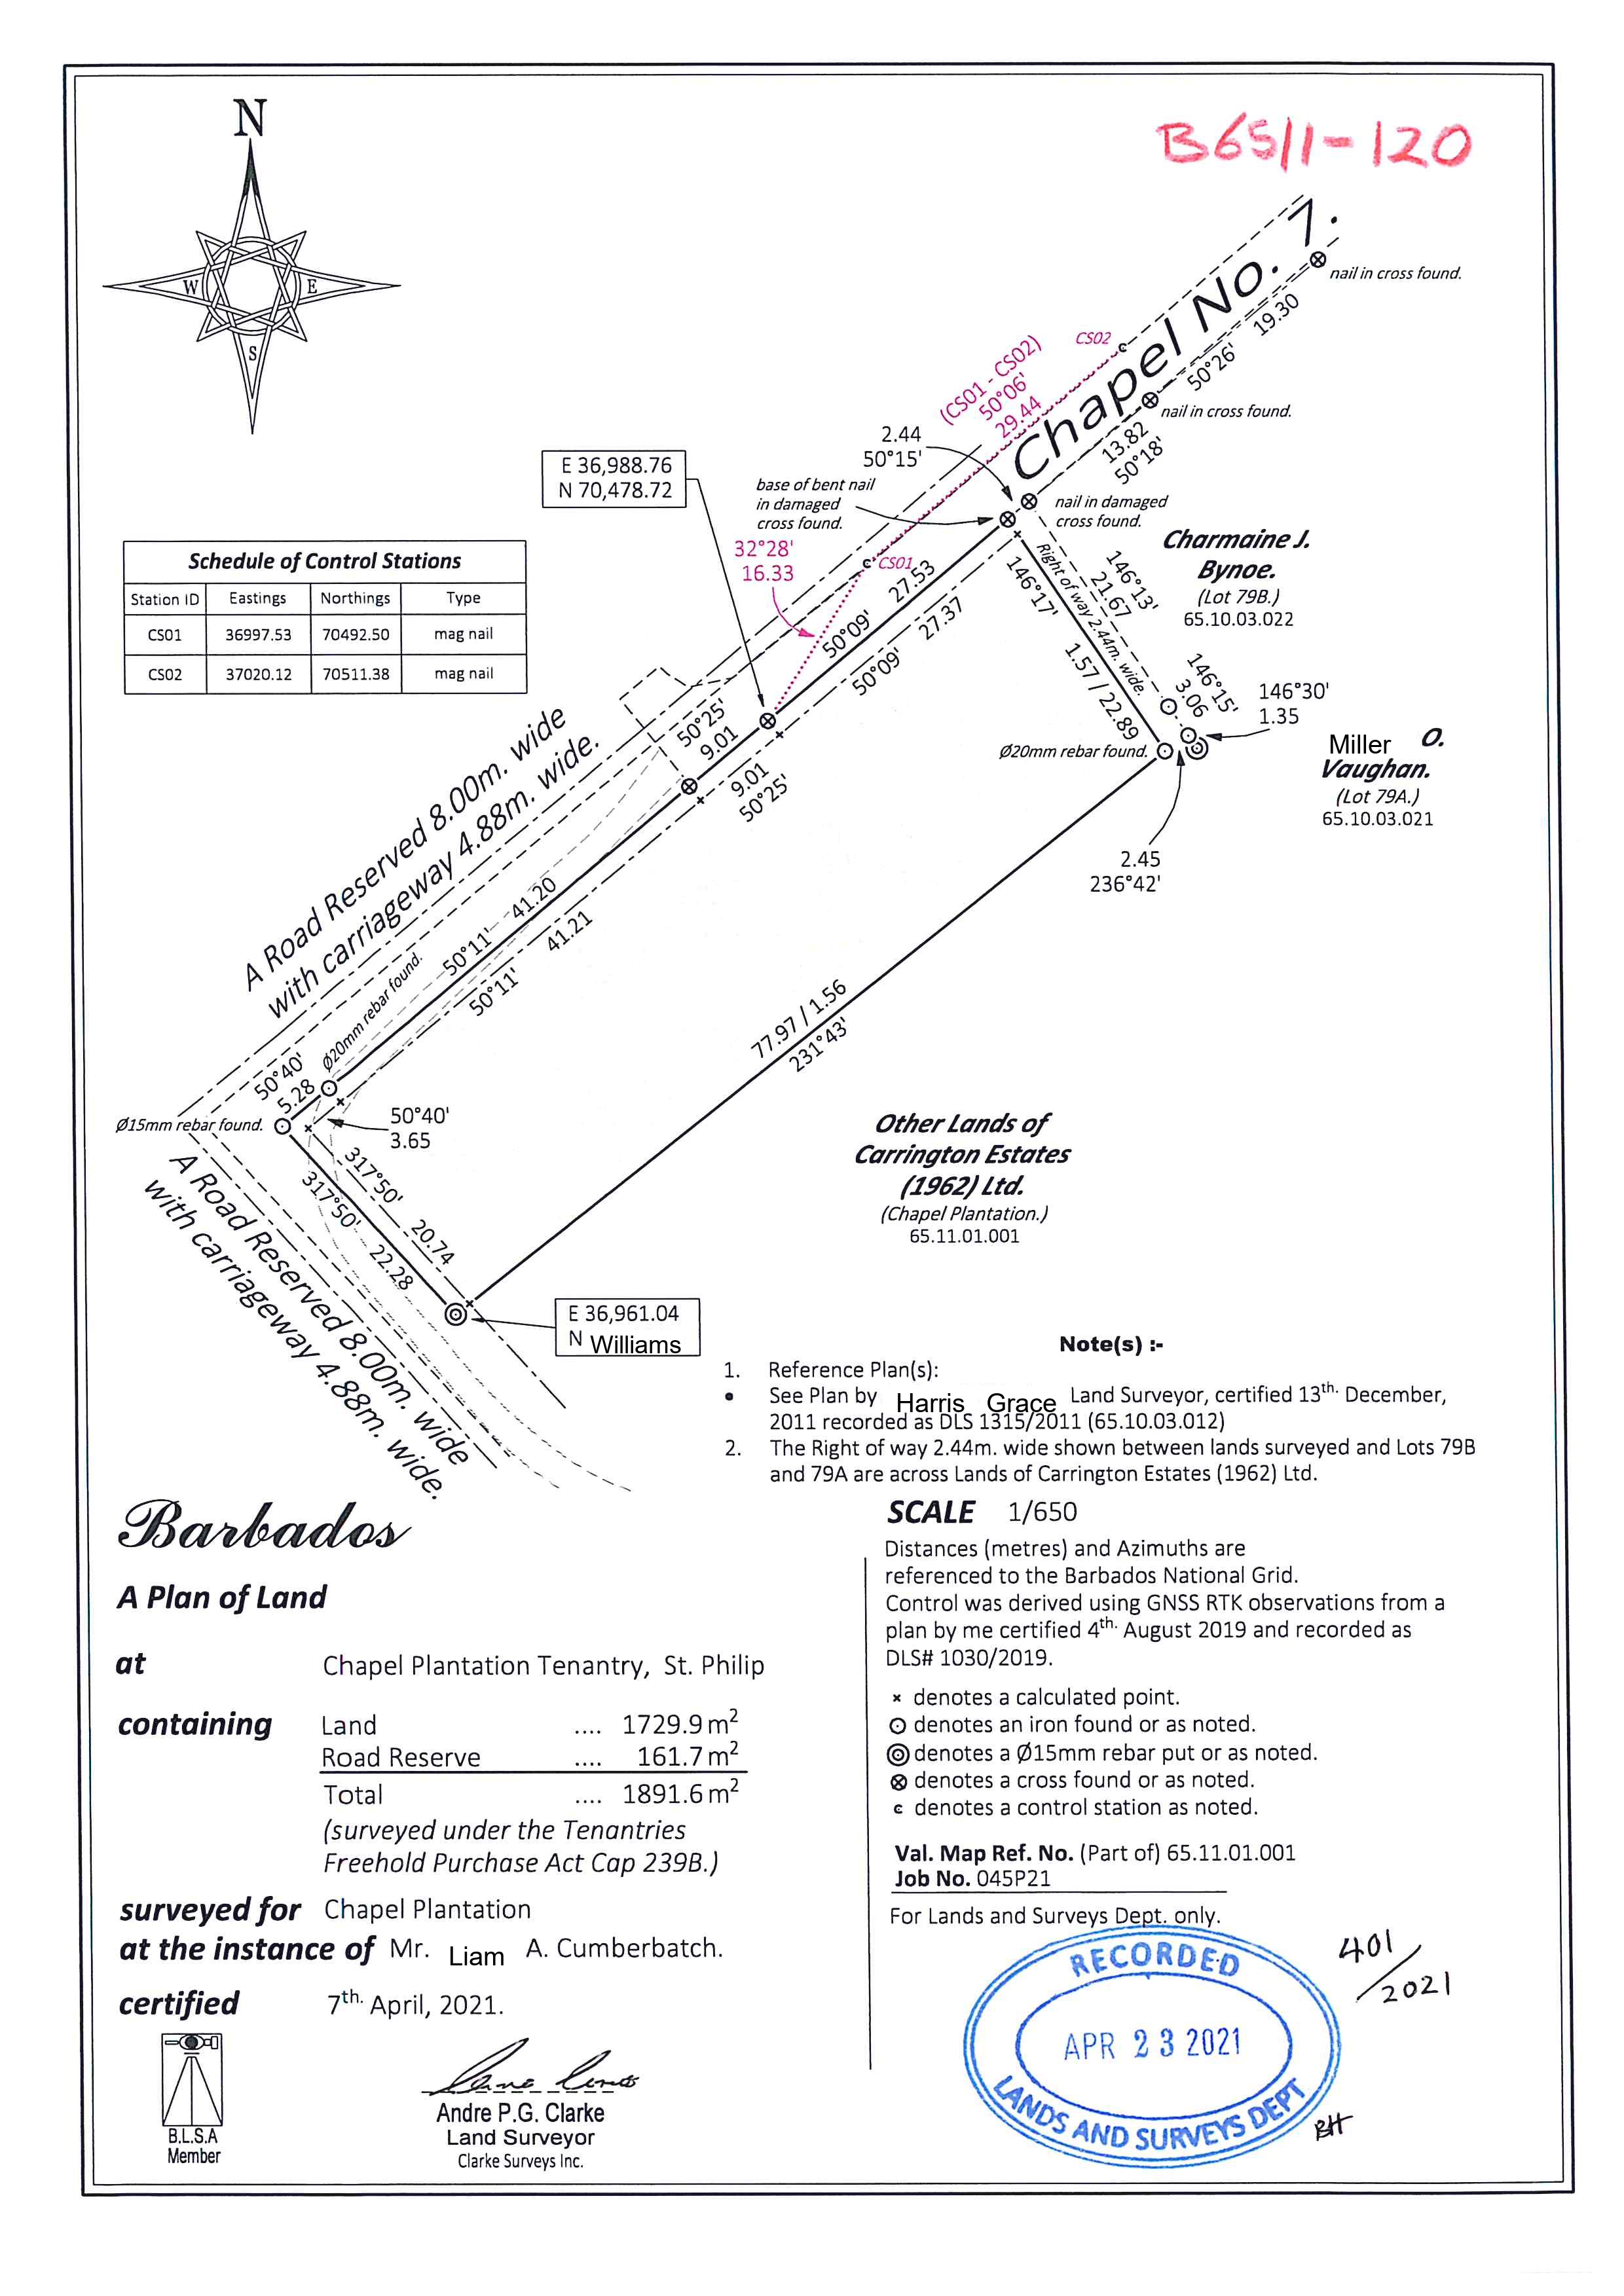 N
W
E
S
B65/1-120
Chapel No. 7.
nail in cross found.
19.30
50°26'
nail in cross found.
13.82
50°18'
CS02
(CS01 - CS02)
50°06'
29.44
2.44
50°15'
E 36,988.76
N 70,478.72
base of bent nail
in damaged
cross found.
nail in damaged
cross found.
32°28'
16.33
CS01
Charmaine J.
Bynoe.
(Lot 79B.)
65.10.03.022
Schedule of Control Stations
Station ID Eastings Northings Type
CS01 36997.53 70492.50 mag nail
CS02 37020.12 70511.38 mag nail
27.53
50°09'
27.37
50°09'
146°17'
1.57 / 22.89
Right of way 2.44m. wide.
146°13'
21.67
146°15'
3.06
146°30'
1.35
Miller O.
Vaughan.
(Lot 79A.)
65.10.03.021
Ø20mm rebar found.
2.45
236°42'
50°25'
9.01
9.01
50°25'
A Road Reserved 8.00m. wide
with carriageway 4.88m. wide.
50°11'
41.20
41.21
50°11'
Ø20mm rebar found.
77.97 / 1.56
231°43'
50°40'
5.28
Ø15mm rebar found.
50°40'
3.65
317°50'
20.74
317°50'
22.28
A Road Reserved 8.00m. wide
with carriageway 4.88m. wide.
Other Lands of
Carrington Estates
(1962) Ltd.
(Chapel Plantation.)
65.11.01.001
E 36,961.04
N Williams
Note(s) :-
1. Reference Plan(s):
• See Plan by Harris Grace Land Surveyor, certified 13th. December,
2011 recorded as DLS 1315/2011 (65.10.03.012)
2. The Right of way 2.44m. wide shown between lands surveyed and Lots 79B
and 79A are across Lands of Carrington Estates (1962) Ltd.
Barbados
A Plan of Land
at Chapel Plantation Tenantry, St. Philip
containing Land .... 1729.9 m²
Road Reserve .... 161.7 m²
Total .... 1891.6 m²
(surveyed under the Tenantries
Freehold Purchase Act Cap 239B.)
surveyed for Chapel Plantation
at the instance of Mr. Liam A. Cumberbatch.
certified 7th. April, 2021.
B.L.S.A
Member
Andre P.G. Clarke
Land Surveyor
Clarke Surveys Inc.
SCALE 1/650
Distances (metres) and Azimuths are
referenced to the Barbados National Grid.
Control was derived using GNSS RTK observations from a
plan by me certified 4th. August 2019 and recorded as
DLS# 1030/2019.
× denotes a calculated point.
⊙ denotes an iron found or as noted.
◎ denotes a Ø15mm rebar put or as noted.
⊗ denotes a cross found or as noted.
c denotes a control station as noted.
Val. Map Ref. No. (Part of) 65.11.01.001
Job No. 045P21
For Lands and Surveys Dept. only.
RECORDED
APR 23 2021
LANDS AND SURVEYS DEPT
401/2021
BH